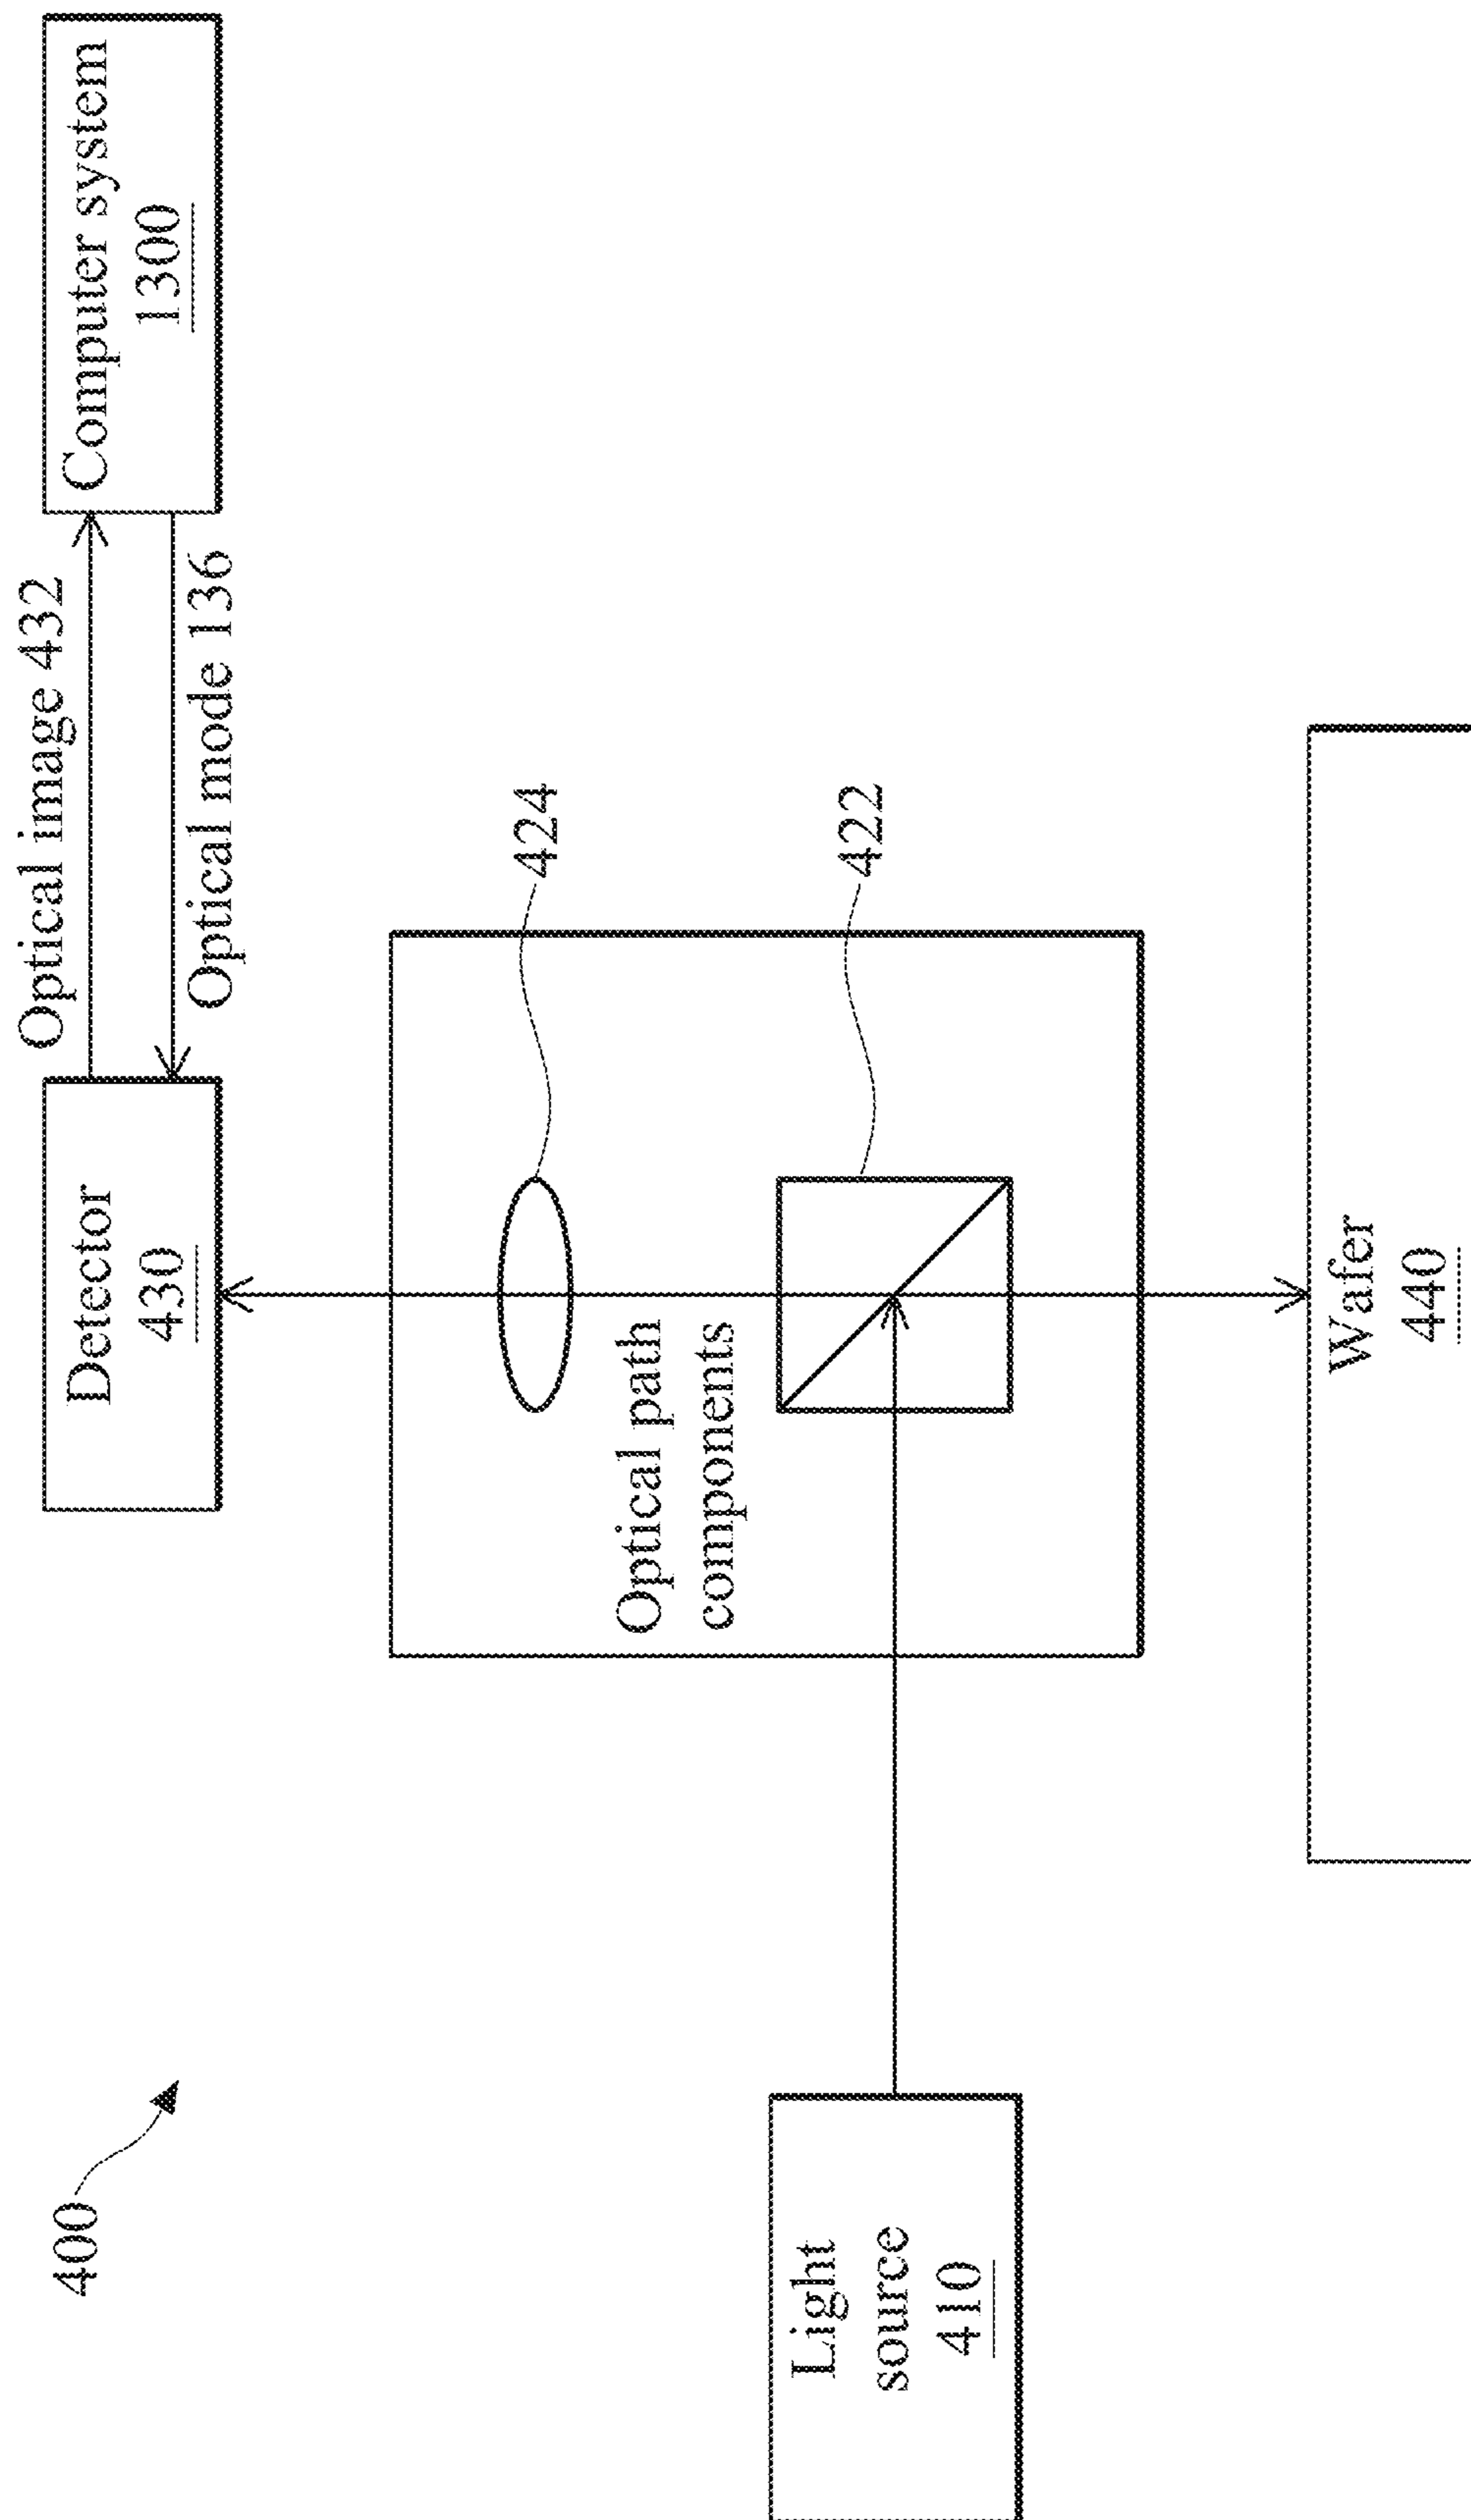 400
Optical image 432
Detector
430
Computer system
1300
Optical mode 136
424
Optical path
components
422
Light
source
410
Wafer
440